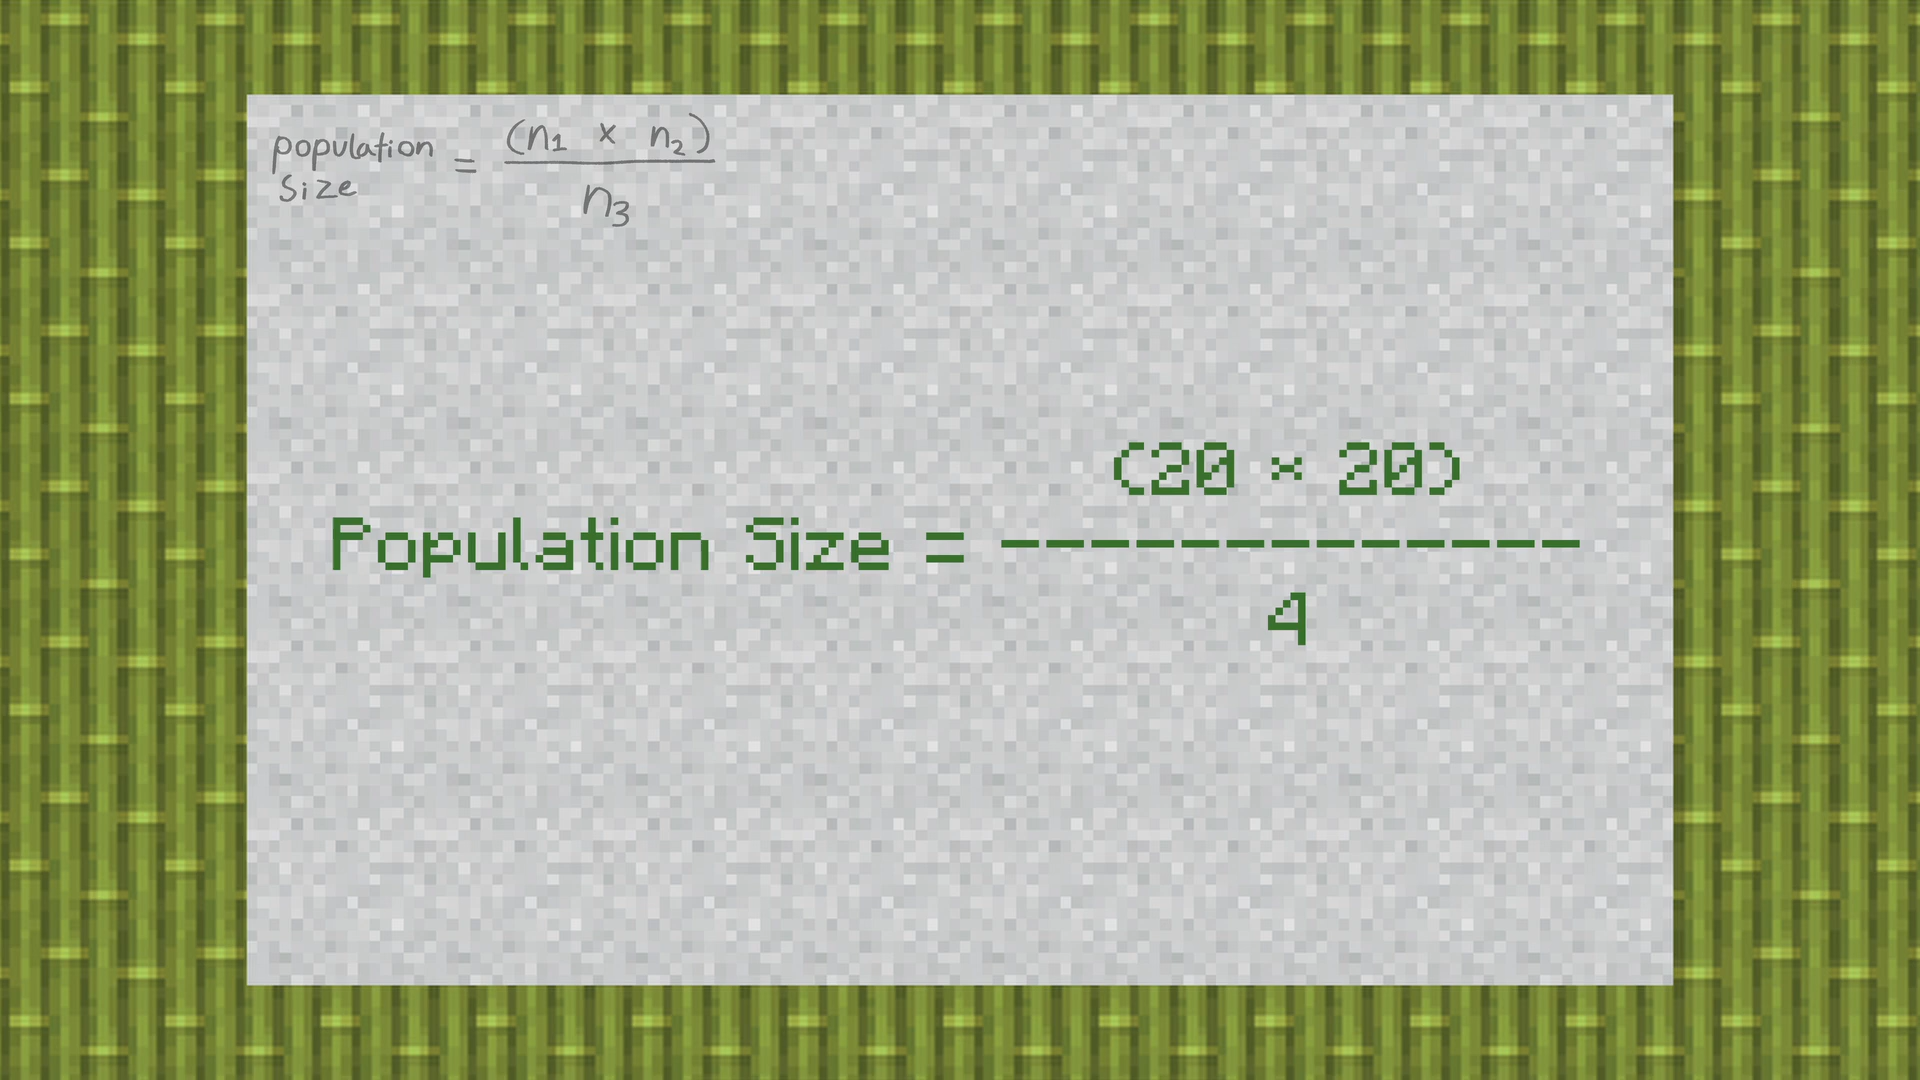 population size = (n₁ × n₂)
n₃
(20 × 20)
Population Size = -------------
4